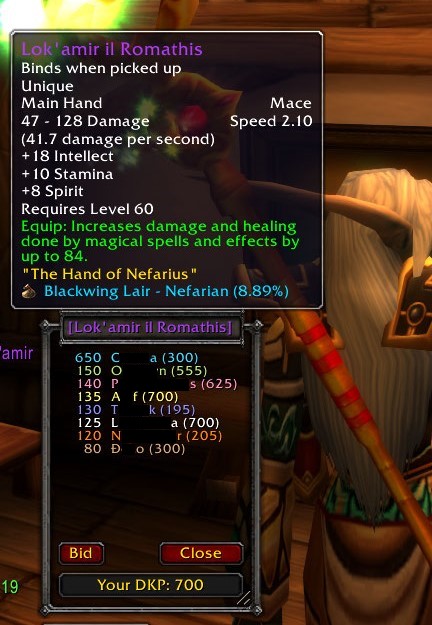 Lok'amir il Romathis
Binds when picked up
Unique
Main Hand Mace
47 - 128 Damage Speed 2.10
(41.7 damage per second)
+18 Intellect
+10 Stamina
+8 Spirit
Requires Level 60
Equip: Increases damage and healing
done by magical spells and effects by
up to 84.
"The Hand of Nefarius"
Blackwing Lair - Nefarian (8.89%)
[Lok'amir il Romathis]
'amir
650 C a (300)
150 O n (555)
140 P s (625)
135 A f (700)
130 T k (195)
125 L a (700)
120 N r (205)
80 Đ o (300)
Bid Close
19
Your DKP: 700